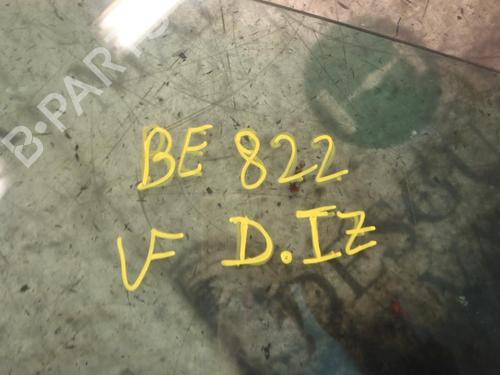 B-PARTS
BE 822
VF D.IZ